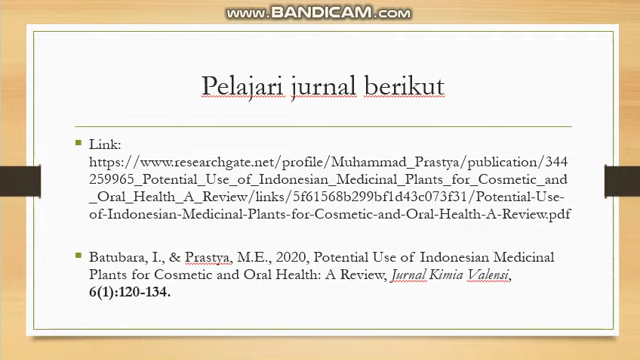 www.BANDICAM.com
Pelajari jurnal berikut
Link:
https://www.researchgate.net/profile/Muhammad_Prastya/publication/344
259965_Potential_Use_of_Indonesian_Medicinal_Plants_for_Cosmetic_and
_Oral_Health_A_Review/links/5f61568b299bf1d43c073f31/Potential-Use-
of-Indonesian-Medicinal-Plants-for-Cosmetic-and-Oral-Health-A-Review.pdf
Batubara, I., & Prastya, M.E., 2020, Potential Use of Indonesian Medicinal
Plants for Cosmetic and Oral Health: A Review, Jurnal Kimia Valensi,
6(1):120-134.